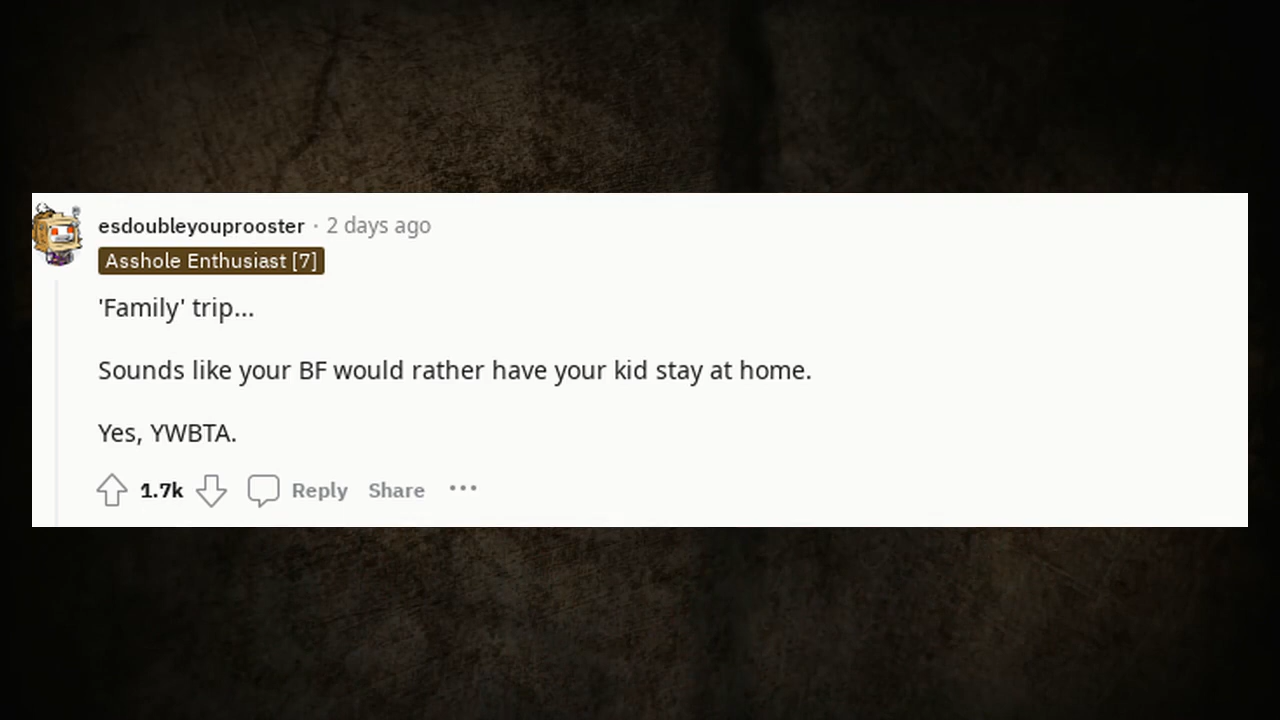 esdoubleyouprooster · 2 days ago
Asshole Enthusiast [7]
'Family' trip...
Sounds like your BF would rather have your kid stay at home.
Yes, YWBTA.
1.7k Reply Share ···